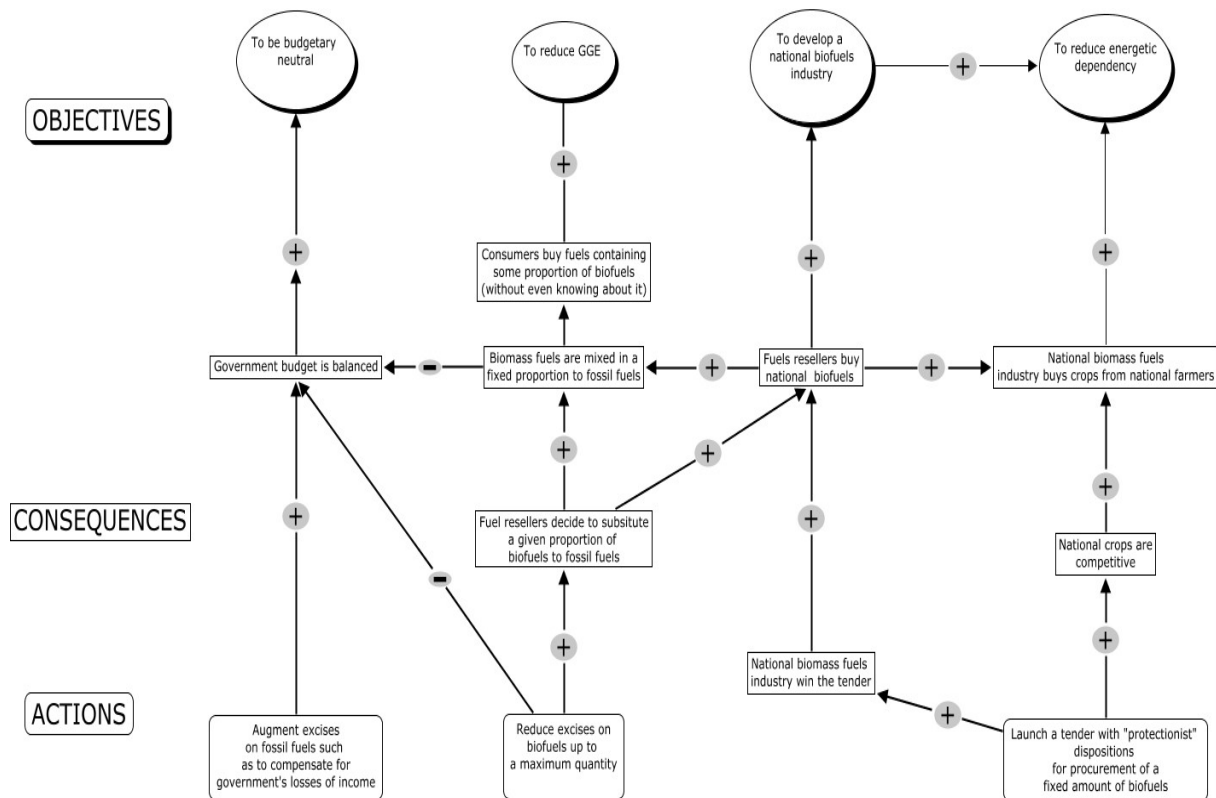 To be budgetary
neutral
To reduce GGE
To develop a
national biofuels
industry
To reduce energetic
dependency
+
OBJECTIVES
+
+
+
+
Consumers buy fuels containing
some proportion of biofuels
(without even knowing about it)
Government budget is balanced
-
Biomass fuels are mixed in a
fixed proportion to fossil fuels
+
Fuels resellers buy
national biofuels
+
National biomass fuels
industry buys crops from national farmers
+
+
+
CONSEQUENCES
+
Fuel resellers decide to subsitute
a given proportion of
biofuels to fossil fuels
+
National crops are
competitive
-
+
+
National biomass fuels
industry win the tender
+
ACTIONS
Augment excises
on fossil fuels such
as to compensate for
government's losses of income
Reduce excises on
biofuels up to
a maximum quantity
Launch a tender with "protectionist"
dispositions
for procurement of a
fixed amount of biofuels